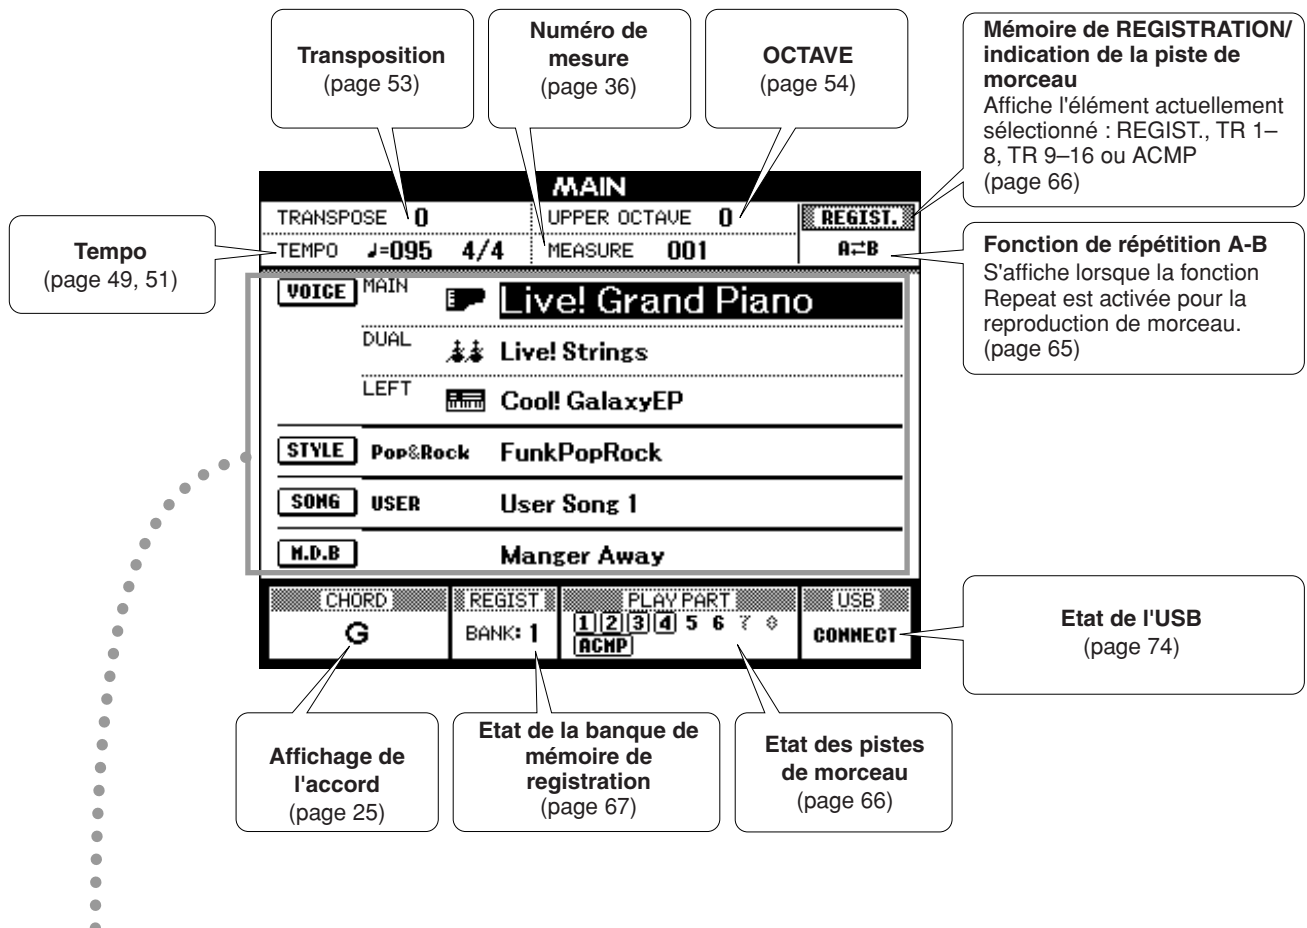 Transposition
(page 53)
Numéro de
mesure
(page 36)
OCTAVE
(page 54)
Mémoire de REGISTRATION/
indication de la piste de
morceau
Affiche l'élément actuellement
sélectionné : REGIST., TR 1–
8, TR 9–16 ou ACMP
(page 66)
Tempo
(page 49, 51)
Fonction de répétition A-B
S'affiche lorsque la fonction
Repeat est activée pour la
reproduction de morceau.
(page 65)
MAIN
TRANSPOSE 0 UPPER OCTAVE 0 REGIST.
TEMPO ♩=095 4/4 MEASURE 001 A⇄B
VOICE MAIN Live! Grand Piano
DUAL Live! Strings
LEFT Cool! GalaxyEP
STYLE Pop&Rock FunkPopRock
SONG USER User Song 1
M.D.B Manger Away
CHORD REGIST PLAY PART USB
G BANK: 1 1 2 3 4 5 6 7 8 CONNECT
ACMP
Etat de l'USB
(page 74)
Affichage de
l'accord
(page 25)
Etat de la banque de
mémoire de
registration
(page 67)
Etat des pistes
de morceau
(page 66)